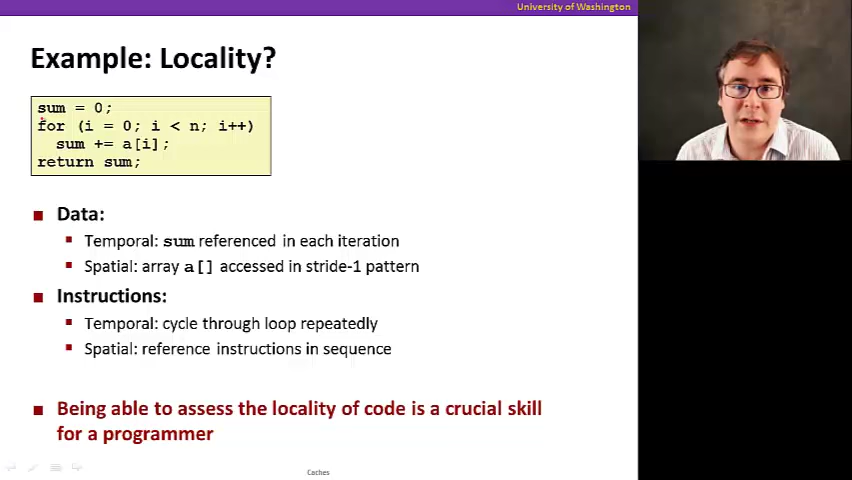 University of Washington
Example: Locality?
sum = 0;
for (i = 0; i < n; i++)
sum += a[i];
return sum;
■ Data:
▪ Temporal: sum referenced in each iteration
▪ Spatial: array a[] accessed in stride-1 pattern
■ Instructions:
▪ Temporal: cycle through loop repeatedly
▪ Spatial: reference instructions in sequence
■ Being able to assess the locality of code is a crucial skill
for a programmer
Caches